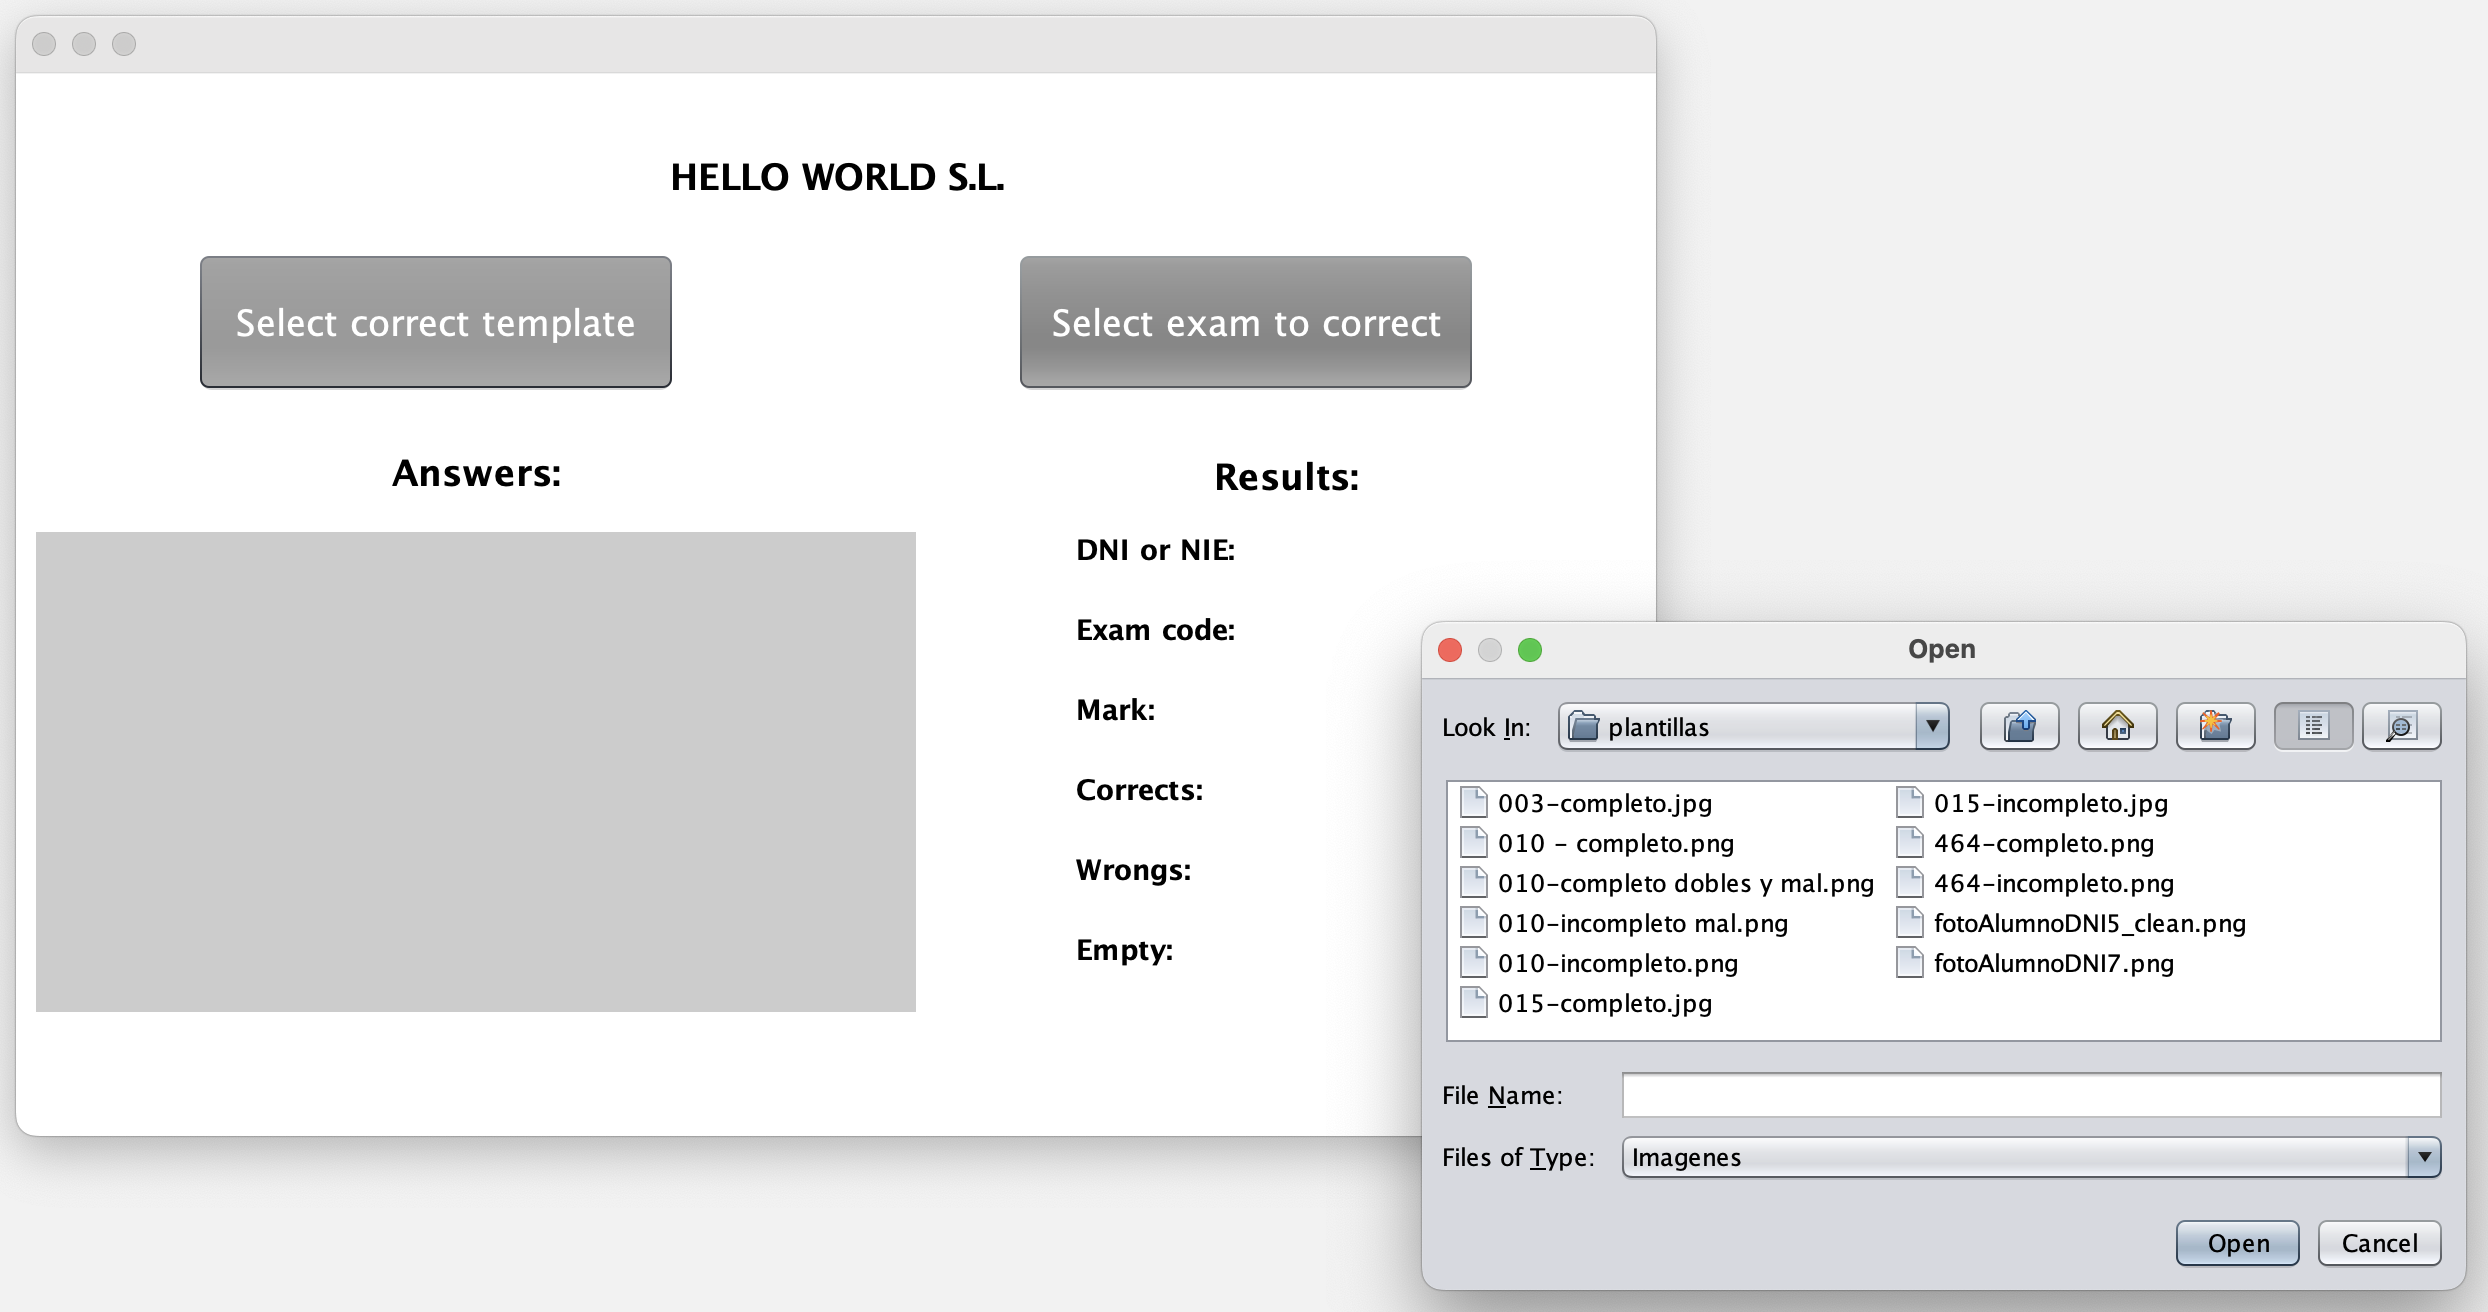 HELLO WORLD S.L.
Select correct template
Select exam to correct
Answers:
Results:
DNI or NIE:
Exam code:
Mark:
Corrects:
Wrongs:
Empty:
Open
Look In:
plantillas
003-completo.jpg
010 - completo.png
010-completo dobles y mal.png
010-incompleto mal.png
010-incompleto.png
015-completo.jpg
015-incompleto.jpg
464-completo.png
464-incompleto.png
fotoAlumnoDNI5_clean.png
fotoAlumnoDNI7.png
File Name:
Files of Type:
Imagenes
Open
Cancel